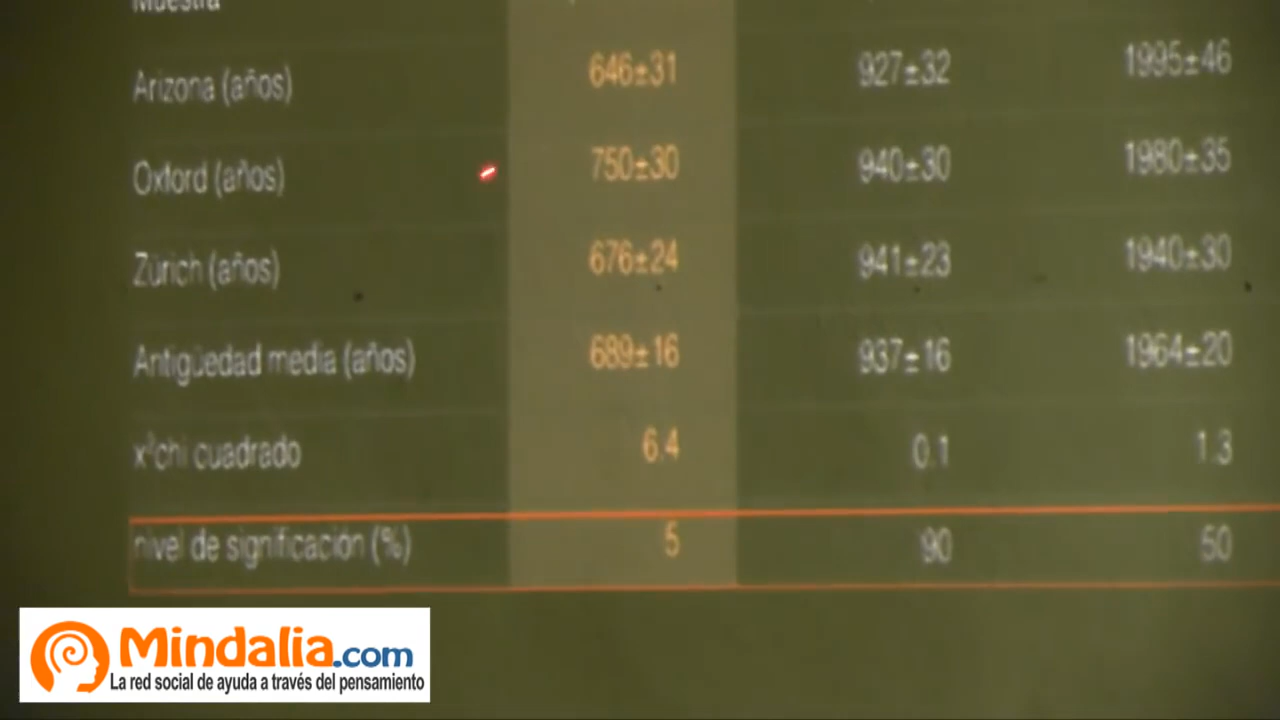 Muestra
Arizona (años) 646±31 927±32 1995±46
Oxford (años) 750±30 940±30 1980±35
Zürich (años) 676±24 941±23 1940±30
Antigüedad media (años) 689±16 937±16 1964±20
x²chi cuadrado 6.4 0.1 1.3
nivel de significación (%) 5 90 50
Mindalia.com
La red social de ayuda a través del pensamiento